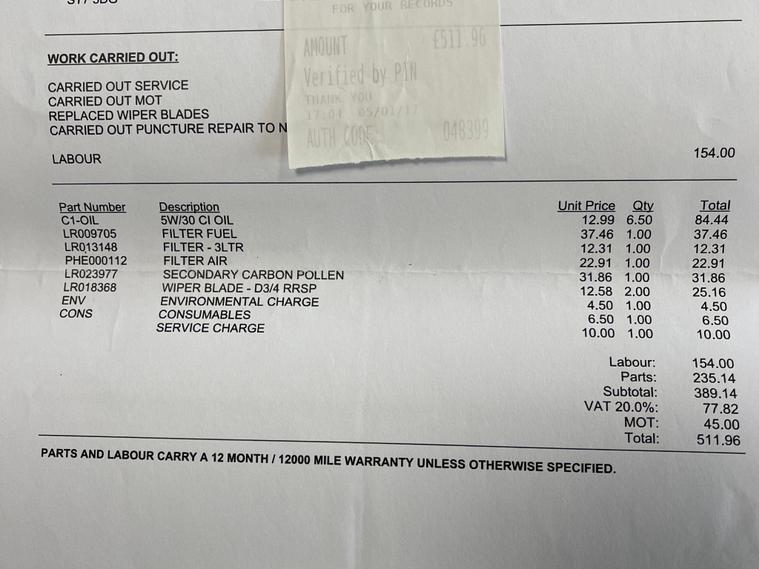 FOR YOUR RECORDS
AMOUNT £511.96
Verified by PIN
THANK YOU
17:04 05/01/17
AUTH CODE: 048399
WORK CARRIED OUT:
CARRIED OUT SERVICE
CARRIED OUT MOT
REPLACED WIPER BLADES
CARRIED OUT PUNCTURE REPAIR TO N
LABOUR 154.00
Part Number Description Unit Price Qty Total
C1-OIL 5W/30 CI OIL 12.99 6.50 84.44
LR009705 FILTER FUEL 37.46 1.00 37.46
LR013148 FILTER - 3LTR 12.31 1.00 12.31
PHE000112 FILTER AIR 22.91 1.00 22.91
LR023977 SECONDARY CARBON POLLEN 31.86 1.00 31.86
LR018368 WIPER BLADE - D3/4 RRSP 12.58 2.00 25.16
ENV ENVIRONMENTAL CHARGE 4.50 1.00 4.50
CONS CONSUMABLES 6.50 1.00 6.50
SERVICE CHARGE 10.00 1.00 10.00
Labour: 154.00
Parts: 235.14
Subtotal: 389.14
VAT 20.0%: 77.82
MOT: 45.00
Total: 511.96
PARTS AND LABOUR CARRY A 12 MONTH / 12000 MILE WARRANTY UNLESS OTHERWISE SPECIFIED.